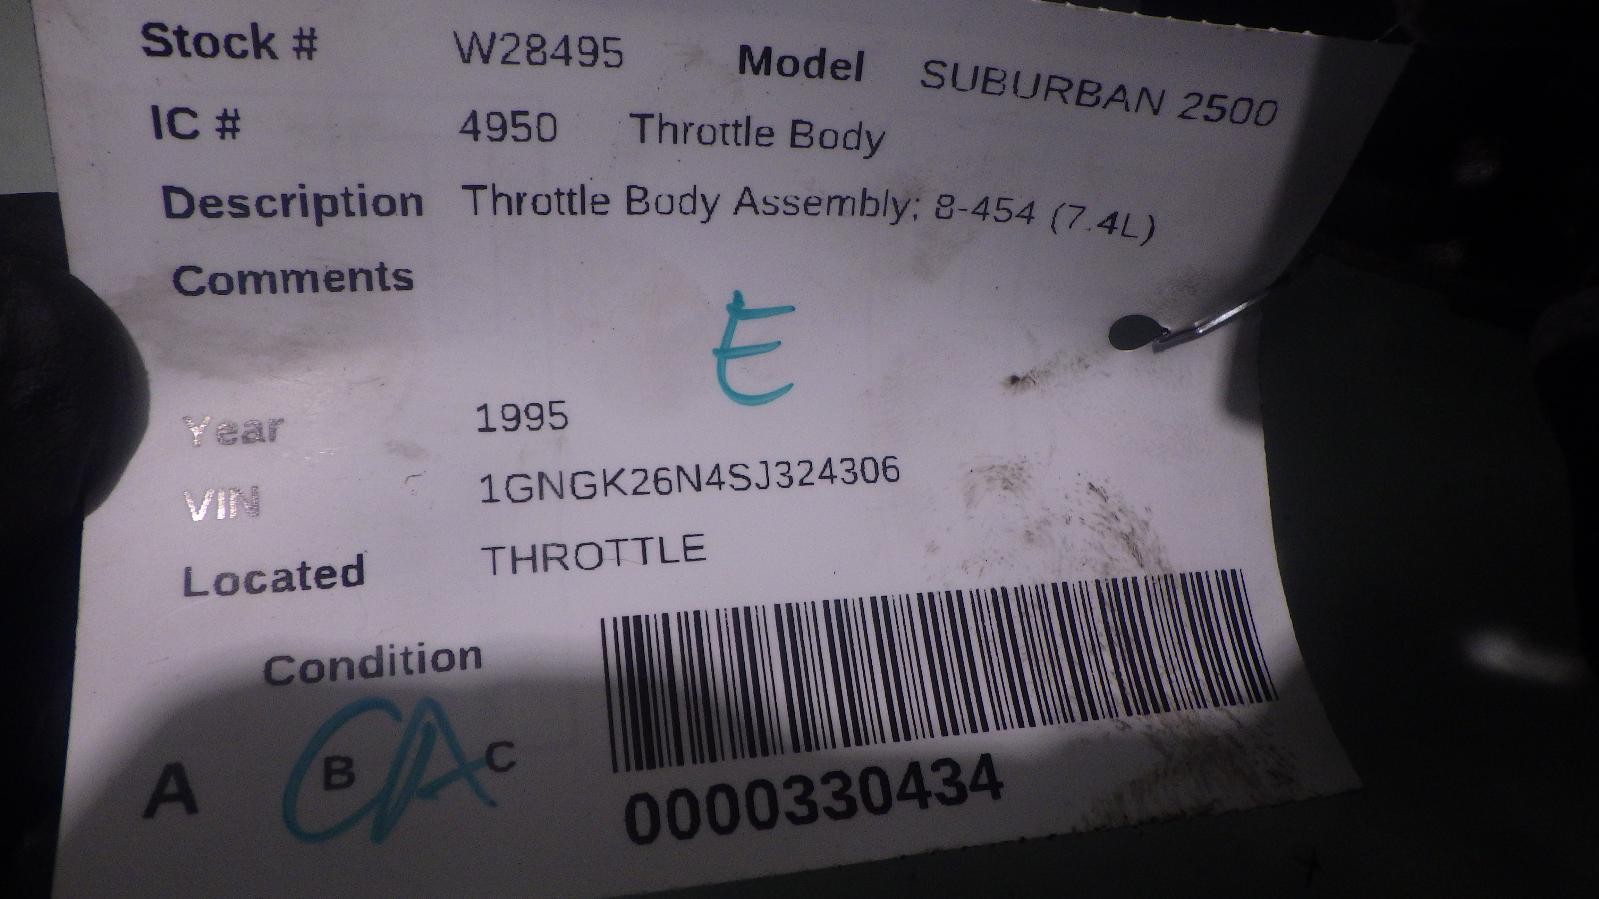 Stock # W28495 Model SUBURBAN 2500
IC # 4950 Throttle Body
Description Throttle Body Assembly; 8-454 (7.4L)
Comments
E
Year 1995
VIN 1GNGK26N4SJ324306
Located THROTTLE
Condition
A B A C
0000330434